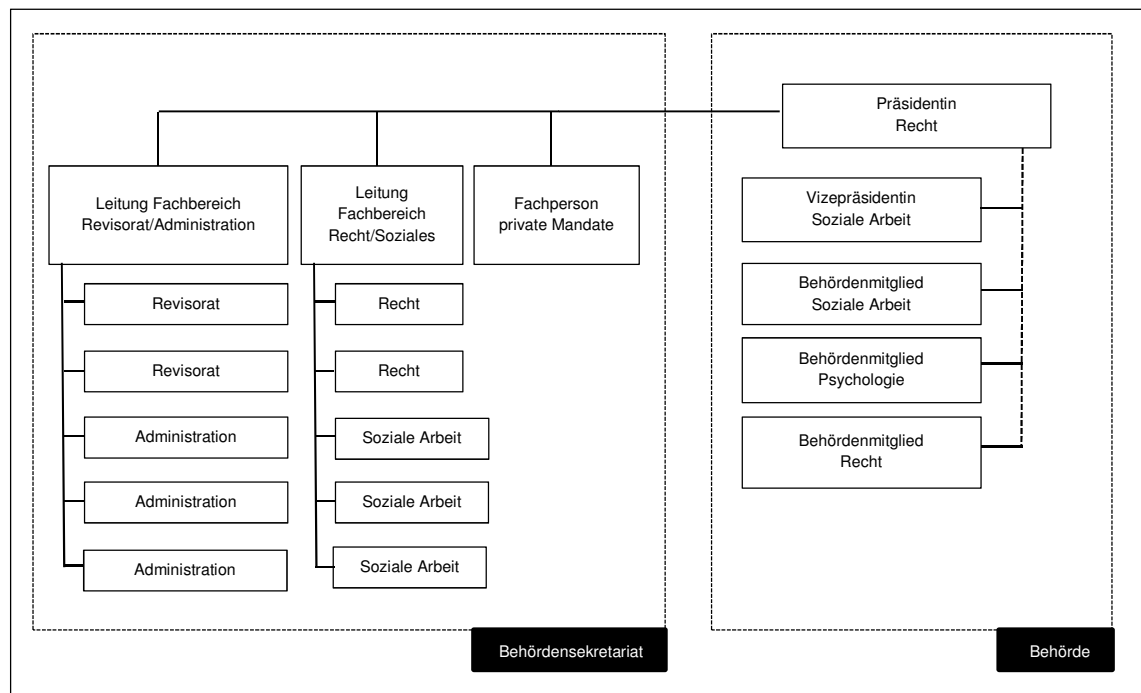 Präsidentin
Recht
Leitung Fachbereich
Revisorat/Administration
Leitung
Fachbereich
Recht/Soziales
Fachperson
private Mandate
Vizepräsidentin
Soziale Arbeit
Behördenmitglied
Soziale Arbeit
Behördenmitglied
Psychologie
Behördenmitglied
Recht
Revisorat
Revisorat
Administration
Administration
Administration
Recht
Recht
Soziale Arbeit
Soziale Arbeit
Soziale Arbeit
Behördensekretariat
Behörde